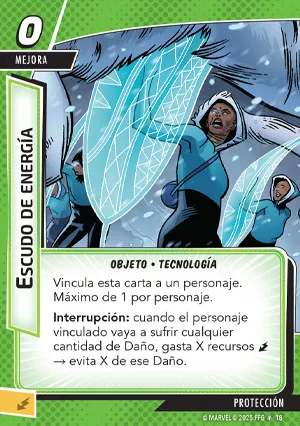 0
MEJORA
ESCUDO DE ENERGÍA
OBJETO • TECNOLOGÍA
Vincula esta carta a un personaje.
Máximo de 1 por personaje.
Interrupción: cuando el personaje
vinculado vaya a sufrir cualquier
cantidad de Daño, gasta X recursos
→ evita X de ese Daño.
PROTECCIÓN
© MARVEL © 2025 FFG
18